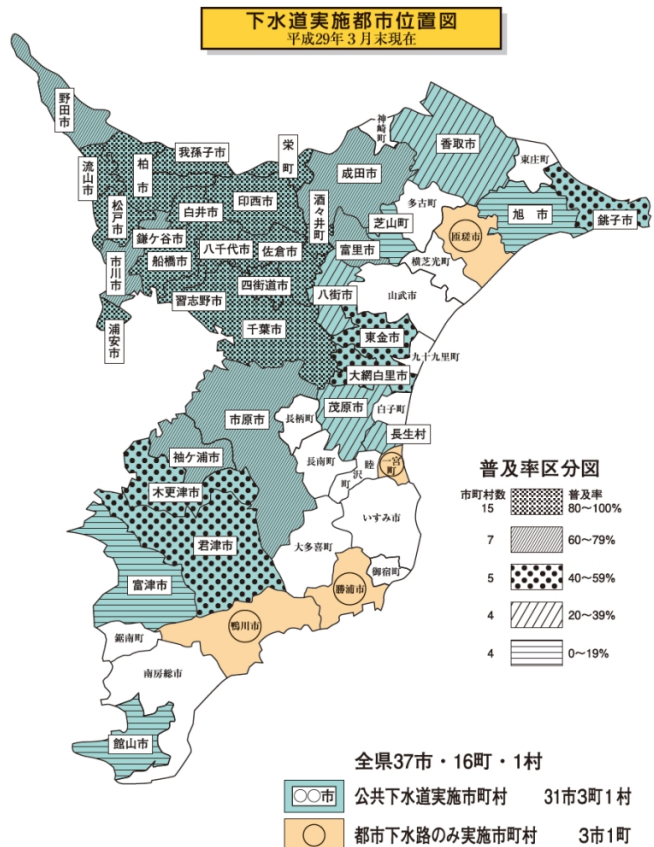 下水道実施都市位置図
平成29年3月末現在
野田市
神崎町
香取市
東庄町
栄町
我孫子市
柏市
流山市
成田市
印西市
酒々井町
多古町
銚子市
旭市
白井市
松戸市
芝山町
匝瑳市
鎌ケ谷市
八千代市
佐倉市
富里市
船橋市
横芝光町
市川市
四街道市
八街市
山武市
習志野市
千葉市
東金市
浦安市
九十九里町
大網白里市
市原市
長柄町
茂原市
白子町
長生村
袖ケ浦市
長南町
睦沢町
一宮町
木更津市
いすみ市
君津市
大多喜町
富津市
御宿町
勝浦市
鴨川市
鋸南町
南房総市
館山市
普及率区分図
市町村数 普及率
15 80〜100%
7 60〜79%
5 40〜59%
4 20〜39%
4 0〜19%
全県37市・16町・1村
○○市 公共下水道実施市町村 31市3町1村
○ 都市下水路のみ実施市町村 3市1町